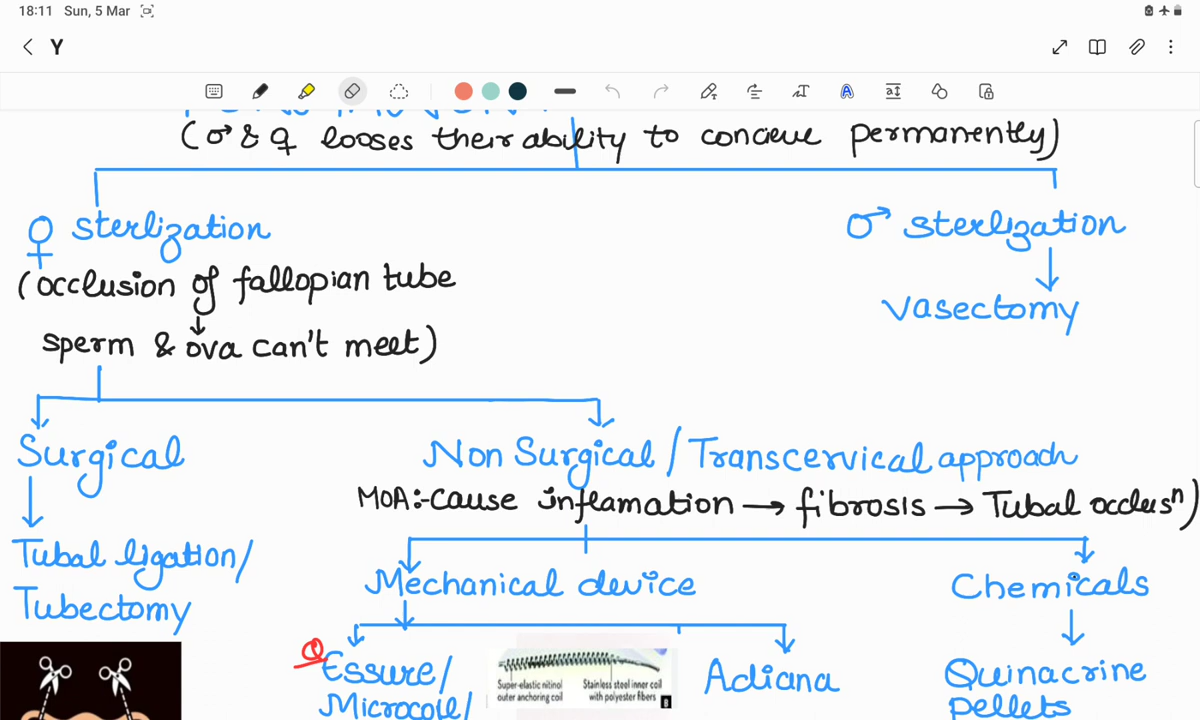 18:11 Sun, 5 Mar
Y
(♂ & ♀ looses their ability to concieve permanently)
♀ sterlization
♂ sterlization
(occlusion of fallopian tube
↓
sperm & ova can't meet)
vasectomy
Surgical
Non Surgical / Transcervical approach
MOA:- cause inflamation → fibrosis → Tubal occlusⁿ)
Tubal ligation/
Tubectomy
Mechanical device
Chemicals
Q
Essure/
Microcoil/
Super-elastic nitinol
outer anchoring coil
Stainless steel inner coil
with polyester fibers
B
Adiana
Quinacrine
pellets